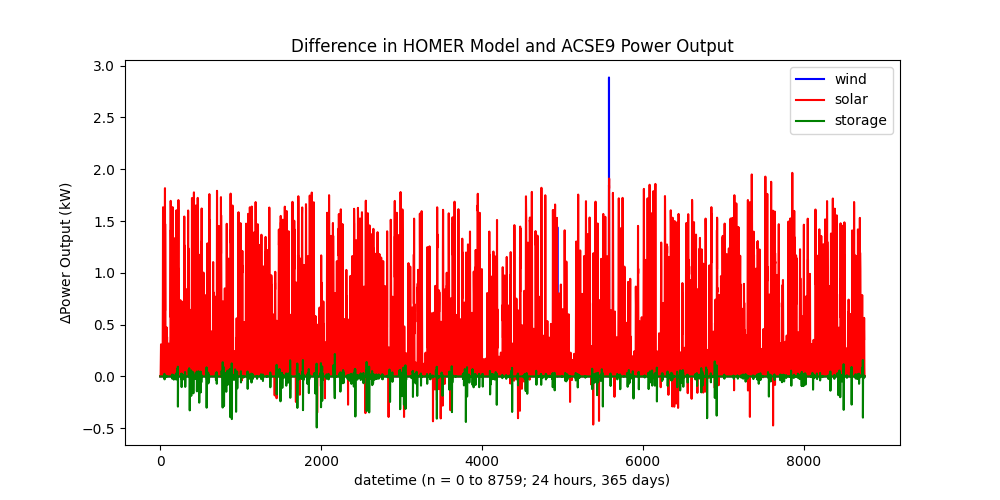 Difference in HOMER Model and ACSE9 Power Output
wind
solar
storage
ΔPower Output (kW)
3.0
2.5
2.0
1.5
1.0
0.5
0.0
−0.5
0 2000 4000 6000 8000
datetime (n = 0 to 8759; 24 hours, 365 days)